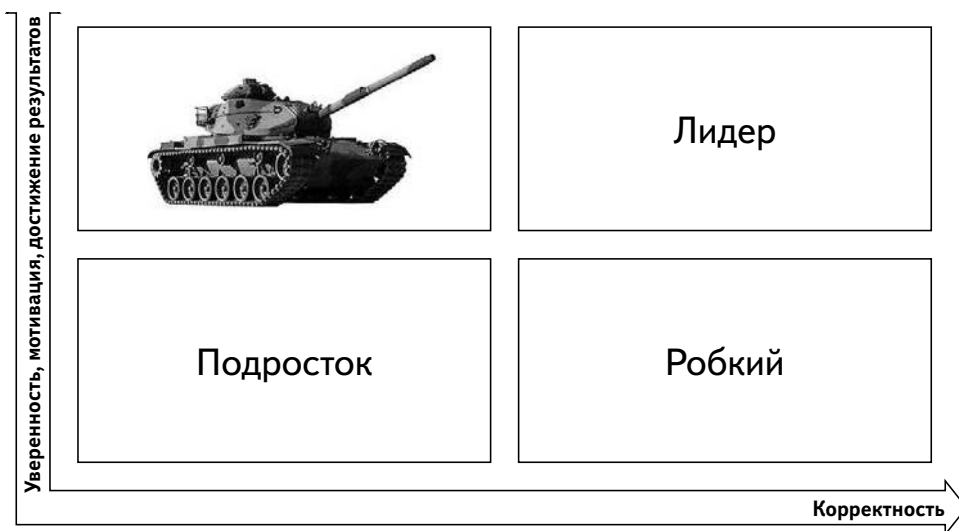 Уверенность, мотивация, достижение результатов
Лидер
Подросток
Робкий
Корректность